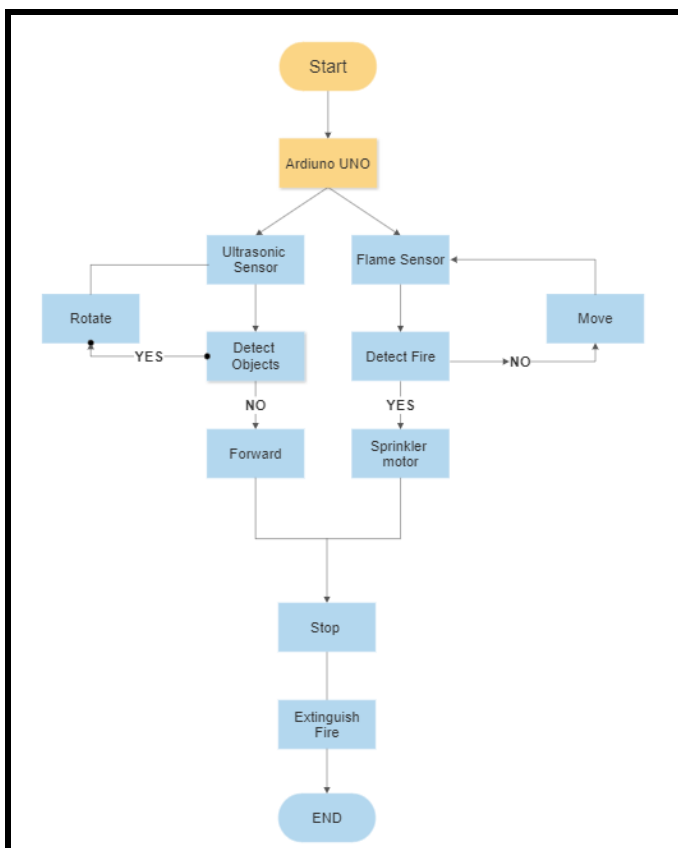 Start
Ardiuno UNO
Ultrasonic
Sensor
Flame Sensor
Rotate
Move
Detect
Objects
Detect Fire
YES
NO
NO
YES
Forward
Sprinkler
motor
Stop
Extinguish
Fire
END